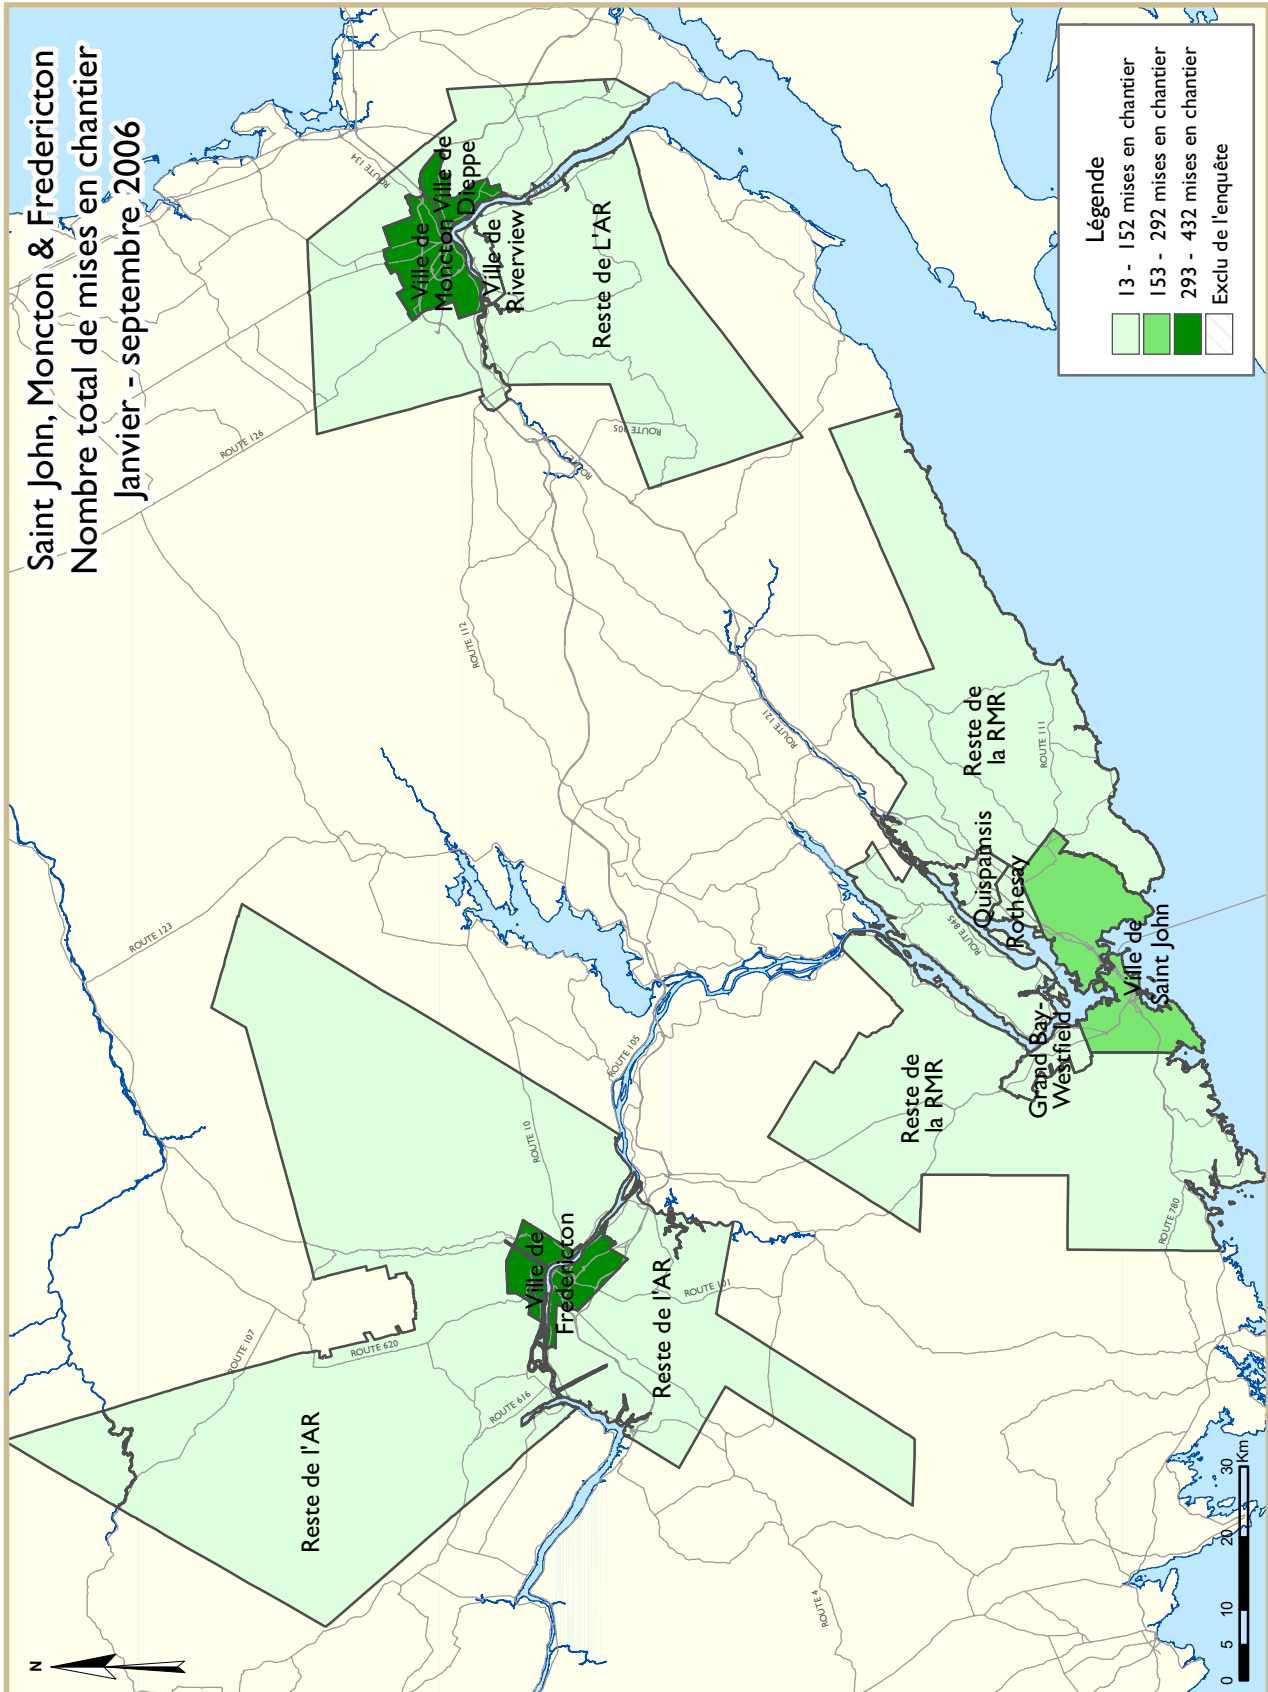 Saint John, Moncton & Fredericton
Nombre total de mises en chantier
Janvier - septembre 2006
N
ROUTE 134
ROUTE 126
Ville de
Moncton
Ville de
Dieppe
Ville de
Riverview
Reste de L'AR
ROUTE 905
ROUTE 1
ROUTE 112
ROUTE 123
ROUTE 121
ROUTE 105
ROUTE 10
ROUTE 107
ROUTE 620
ROUTE 616
Reste de l'AR
Ville de
Fredericton
Reste de l'AR
ROUTE 101
Reste de
la RMR
ROUTE 111
Quispamsis
Rothesay
ROUTE 845
Ville de
Saint John
Grand Bay-
Westfield
Reste de
la RMR
ROUTE 780
ROUTE 4
Légende
13 - 152 mises en chantier
153 - 292 mises en chantier
293 - 432 mises en chantier
Exclu de l'enquête
0 5 10 20 30
Km